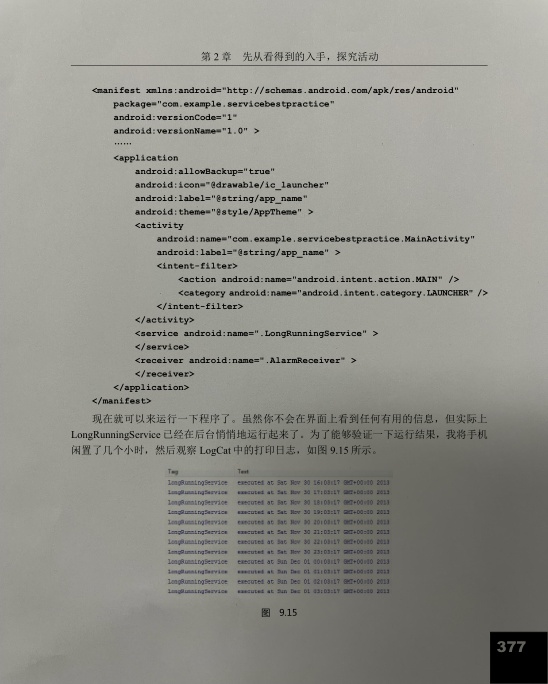 第 2 章　先从看得到的入手，探究活动
<manifest xmlns:android="http://schemas.android.com/apk/res/android"
package="com.example.servicebestpractice"
android:versionCode="1"
android:versionName="1.0" >
……
<application
android:allowBackup="true"
android:icon="@drawable/ic_launcher"
android:label="@string/app_name"
android:theme="@style/AppTheme" >
<activity
android:name="com.example.servicebestpractice.MainActivity"
android:label="@string/app_name" >
<intent-filter>
<action android:name="android.intent.action.MAIN" />
<category android:name="android.intent.category.LAUNCHER" />
</intent-filter>
</activity>
<service android:name=".LongRunningService" >
</service>
<receiver android:name=".AlarmReceiver" >
</receiver>
</application>
</manifest>
现在就可以来运行一下程序了。虽然你不会在界面上看到任何有用的信息，但实际上
LongRunningService 已经在后台悄悄地运行起来了。为了能够验证一下运行结果，我将手机
闲置了几个小时，然后观察 LogCat 中的打印日志，如图 9.15 所示。
Tag Text
LongRunningService executed at Sat Nov 30 16:03:17 GMT+00:00 2013
LongRunningService executed at Sat Nov 30 17:03:17 GMT+00:00 2013
LongRunningService executed at Sat Nov 30 18:03:17 GMT+00:00 2013
LongRunningService executed at Sat Nov 30 19:03:17 GMT+00:00 2013
LongRunningService executed at Sat Nov 30 20:03:17 GMT+00:00 2013
LongRunningService executed at Sat Nov 30 21:03:17 GMT+00:00 2013
LongRunningService executed at Sat Nov 30 22:03:17 GMT+00:00 2013
LongRunningService executed at Sat Nov 30 23:03:17 GMT+00:00 2013
LongRunningService executed at Sun Dec 01 00:03:17 GMT+00:00 2013
LongRunningService executed at Sun Dec 01 01:03:17 GMT+00:00 2013
LongRunningService executed at Sun Dec 01 02:03:17 GMT+00:00 2013
LongRunningService executed at Sun Dec 01 03:03:17 GMT+00:00 2013
图 9.15
377